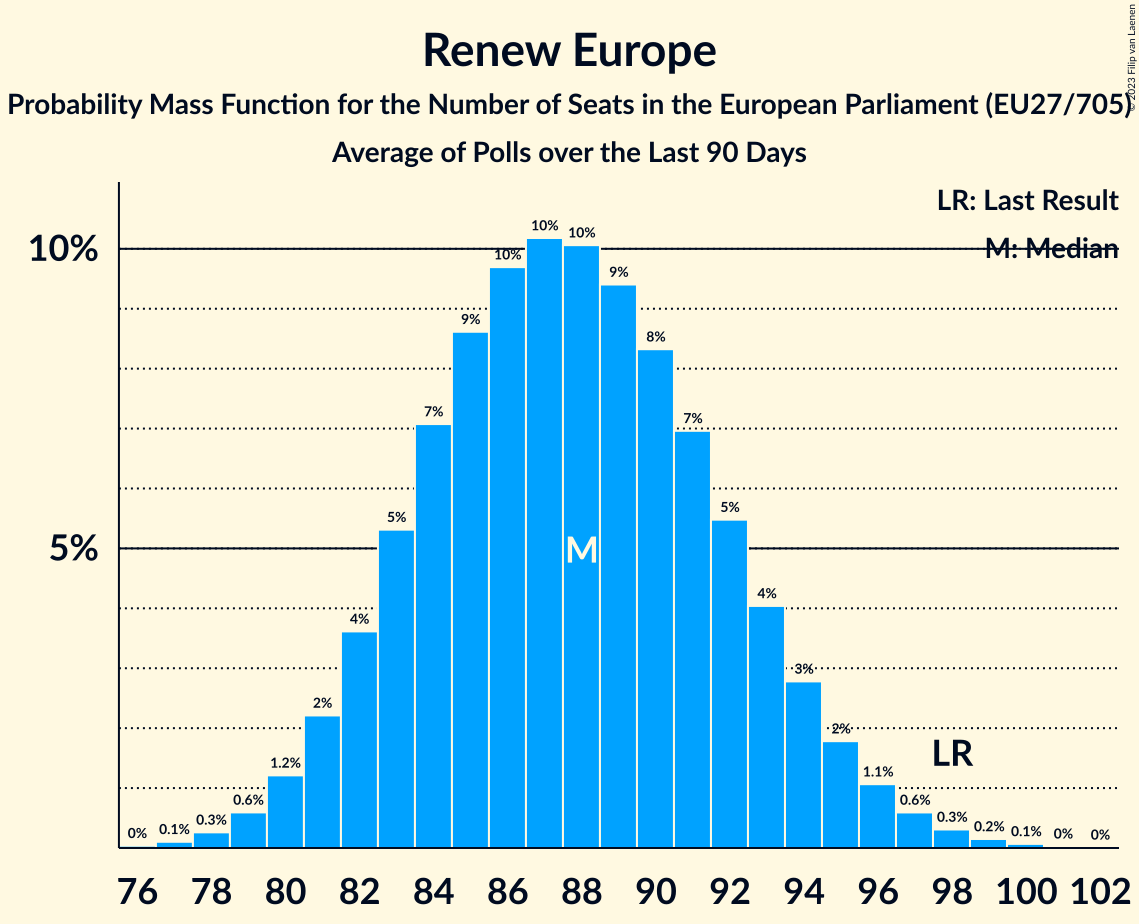 © 2023 Filip van Laenen
Renew Europe
Probability Mass Function for the Number of Seats in the European Parliament (EU27/705)
Average of Polls over the Last 90 Days
LR: Last Result
M: Median
10%
5%
0% 0.1% 0.3% 0.6% 1.2% 2% 4% 5% 7% 9% 10% 10% 10% 9% 8% 7% 5% 4% 3% 2% 1.1% 0.6% 0.3% 0.2% 0.1% 0% 0%
M
LR
76 78 80 82 84 86 88 90 92 94 96 98 100 102